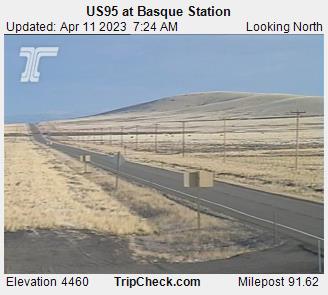 US95 at Basque Station
Updated: Apr 11 2023 7:24 AM Looking North
Elevation 4460 TripCheck.com Milepost 91.62